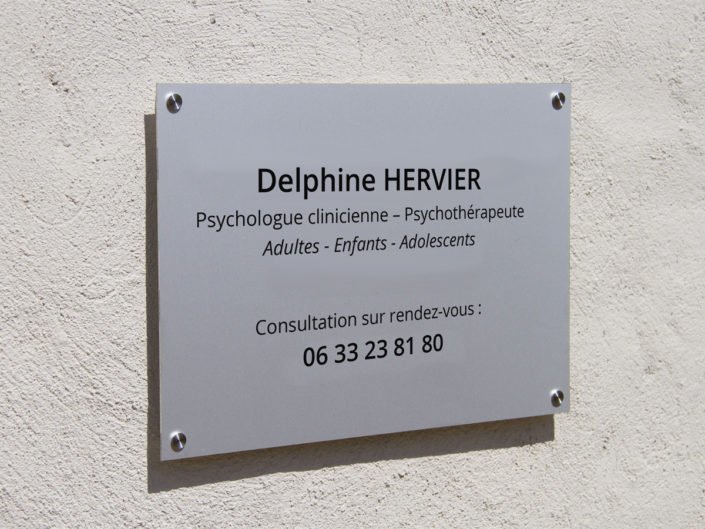 Delphine HERVIER
Psychologue clinicienne – Psychothérapeute
Adultes - Enfants - Adolescents
Consultation sur rendez-vous :
06 33 23 81 80